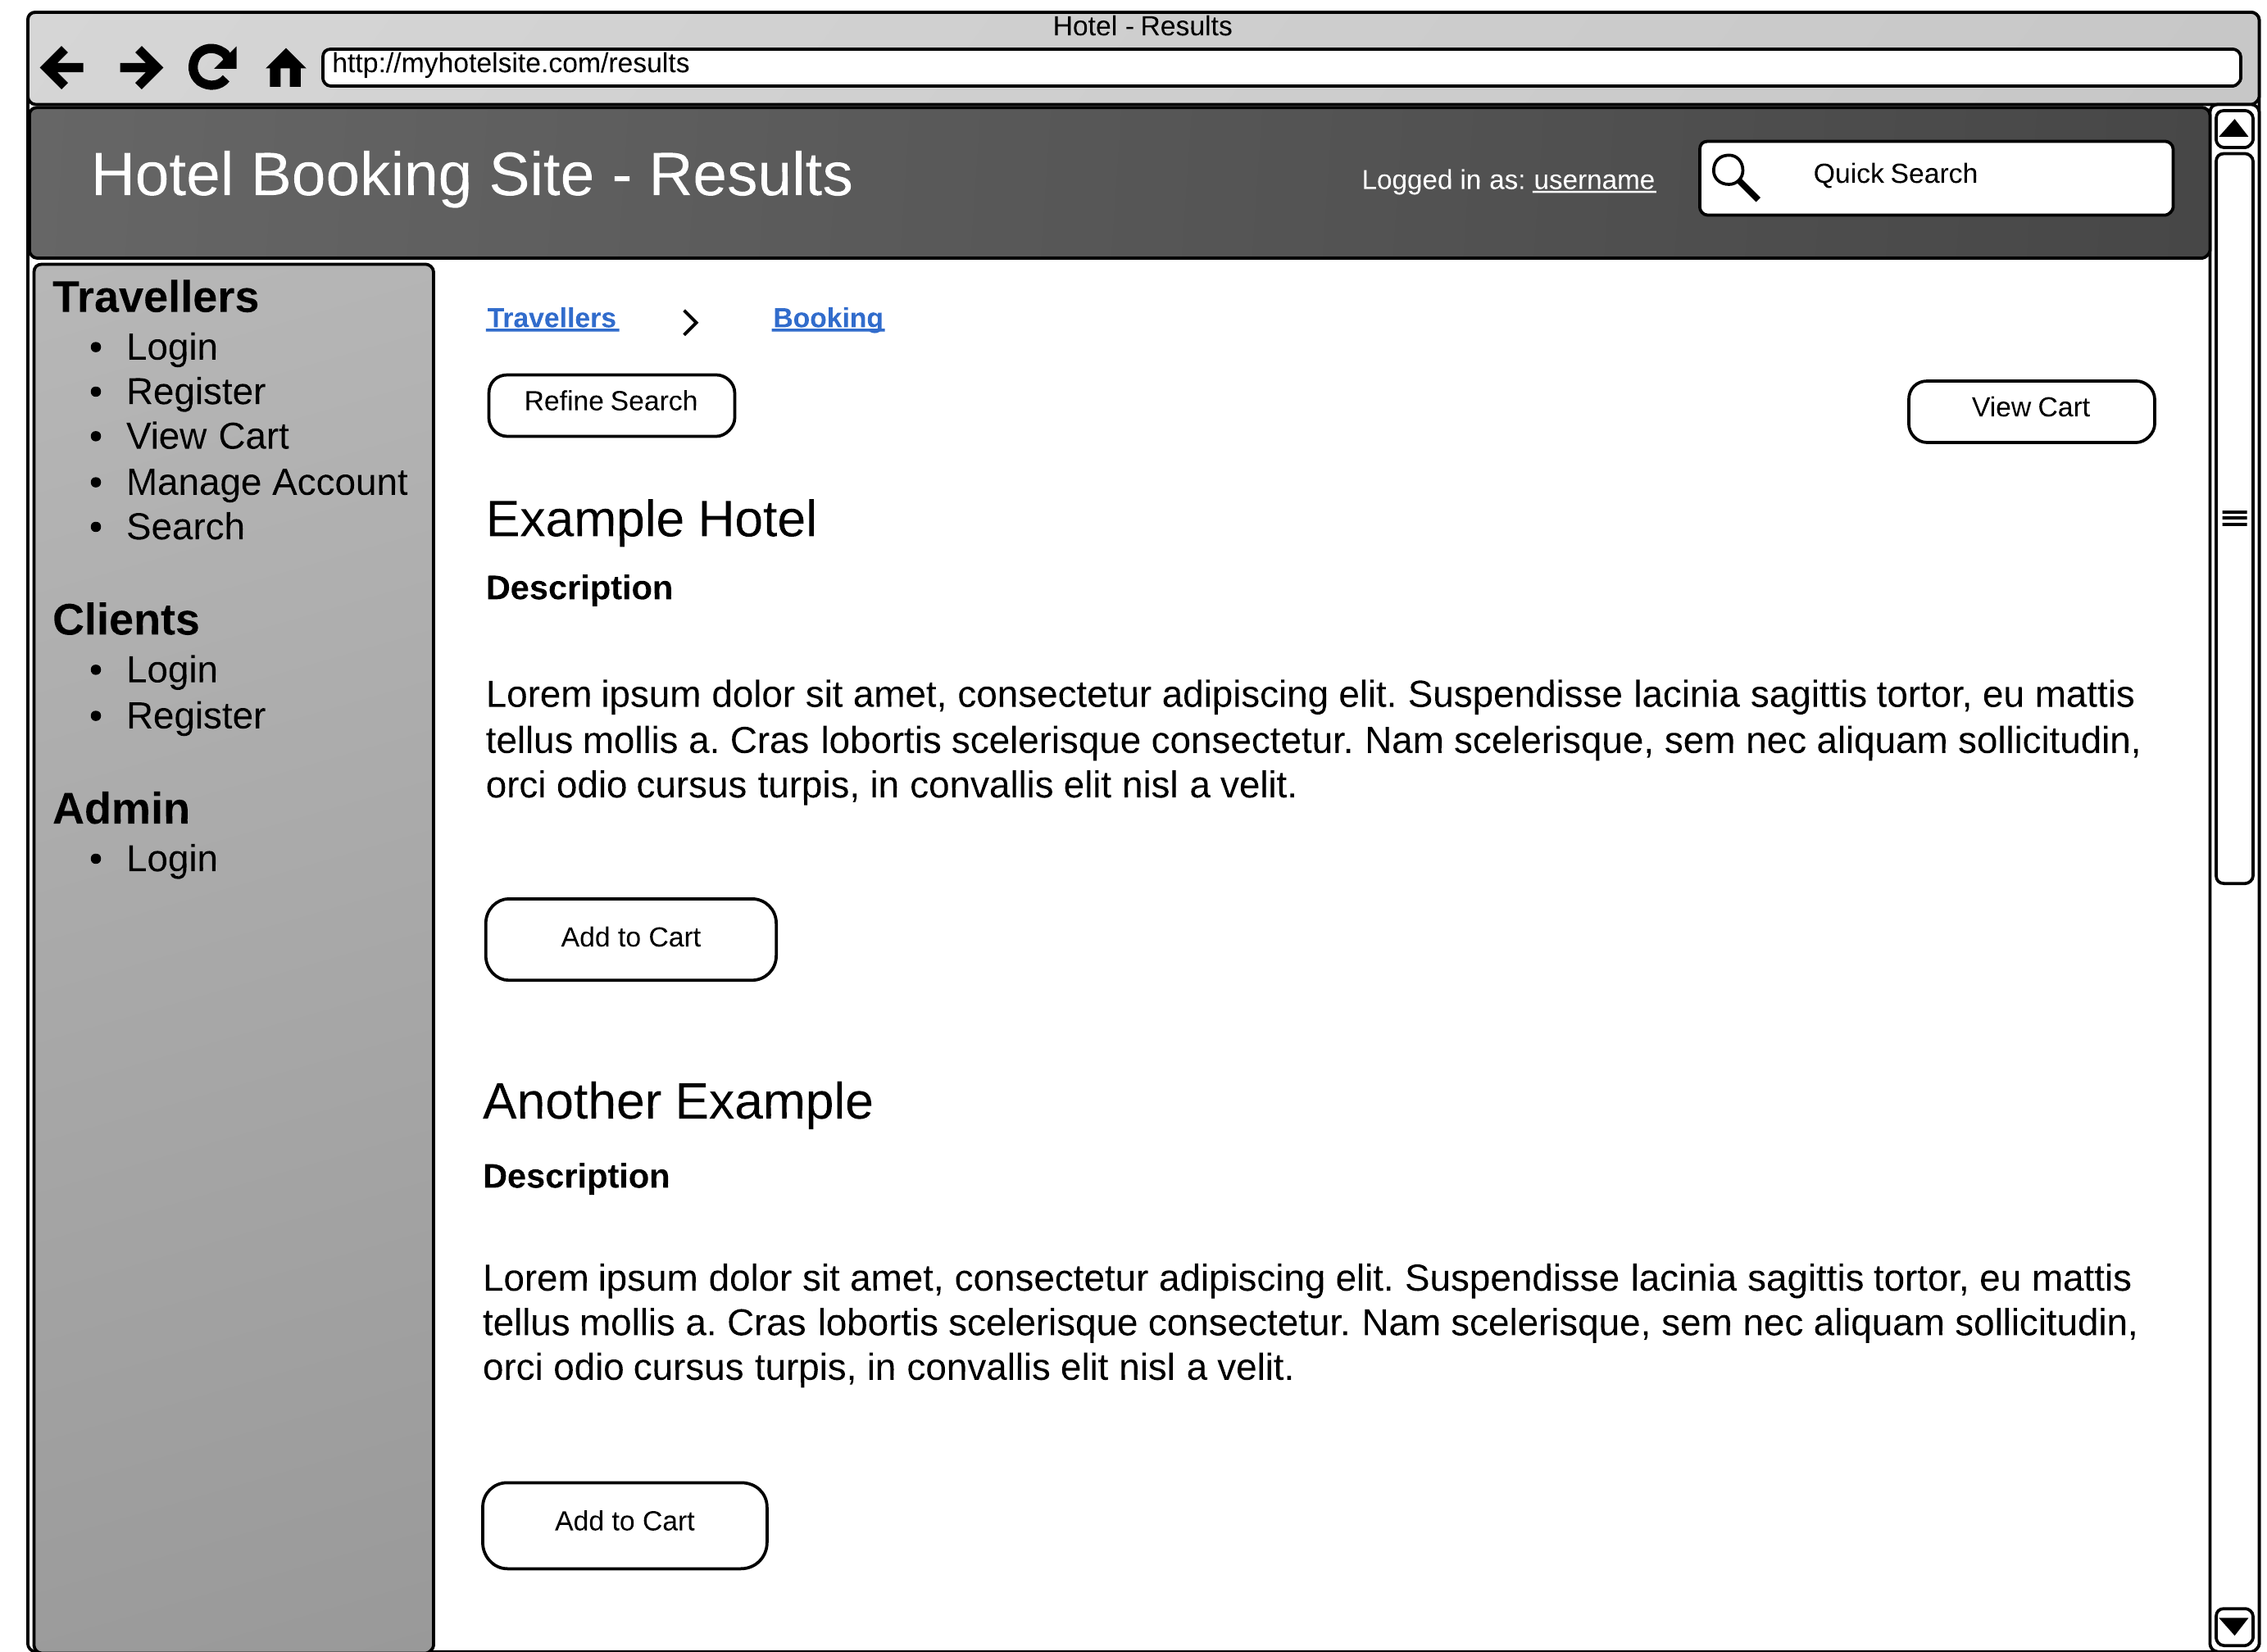 Hotel - Results
http://myhotelsite.com/results
Hotel Booking Site - Results
Logged in as: username
Quick Search
Travellers
• Login
• Register
• View Cart
• Manage Account
• Search
Clients
• Login
• Register
Admin
• Login
Travellers > Booking
Refine Search
View Cart
Example Hotel
Description
Lorem ipsum dolor sit amet, consectetur adipiscing elit. Suspendisse lacinia sagittis tortor, eu mattis
tellus mollis a. Cras lobortis scelerisque consectetur. Nam scelerisque, sem nec aliquam sollicitudin,
orci odio cursus turpis, in convallis elit nisl a velit.
Add to Cart
Another Example
Description
Lorem ipsum dolor sit amet, consectetur adipiscing elit. Suspendisse lacinia sagittis tortor, eu mattis
tellus mollis a. Cras lobortis scelerisque consectetur. Nam scelerisque, sem nec aliquam sollicitudin,
orci odio cursus turpis, in convallis elit nisl a velit.
Add to Cart